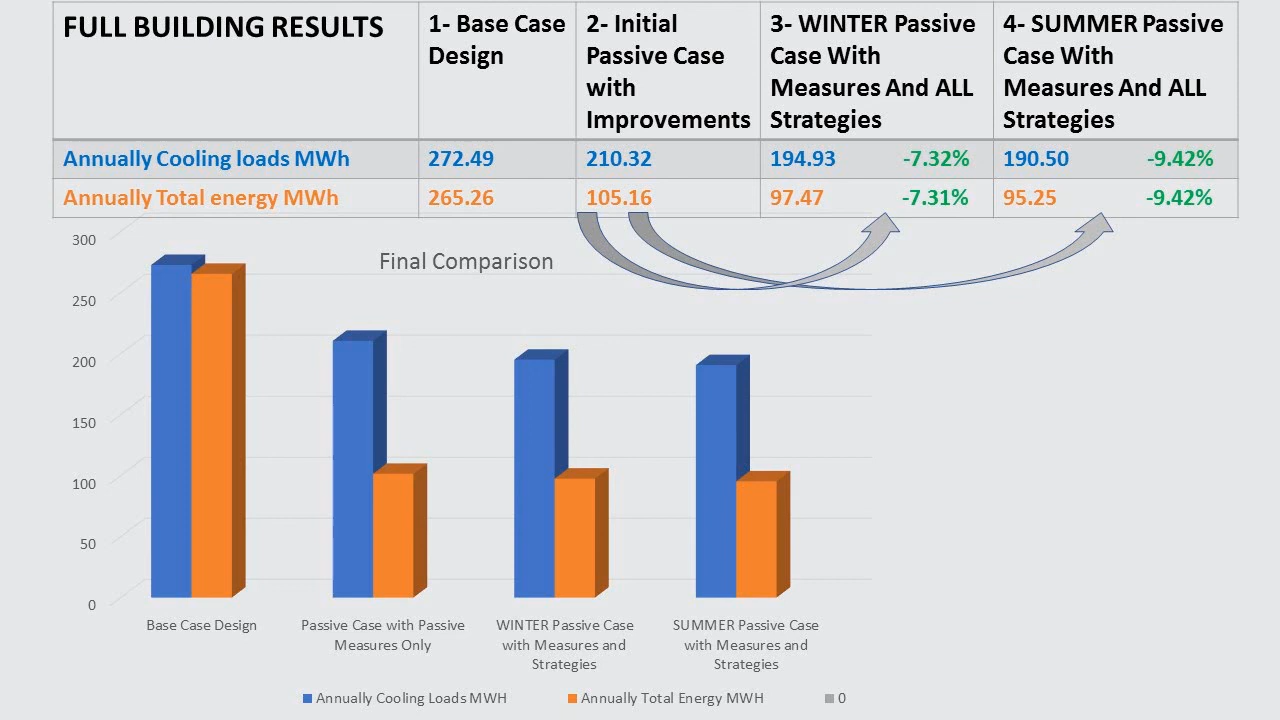 FULL BUILDING RESULTS
1- Base Case
Design
2- Initial
Passive Case
with
Improvements
3- WINTER Passive
Case With
Measures And ALL
Strategies
4- SUMMER Passive
Case With
Measures And ALL
Strategies
Annually Cooling loads MWh 272.49 210.32 194.93 -7.32% 190.50 -9.42%
Annually Total energy MWh 265.26 105.16 97.47 -7.31% 95.25 -9.42%
Final Comparison
300
250
200
150
100
50
0
Base Case Design
Passive Case with Passive
Measures Only
WINTER Passive Case
with Measures and
Strategies
SUMMER Passive Case
with Measures and
Strategies
Annually Cooling Loads MWH Annually Total Energy MWH 0